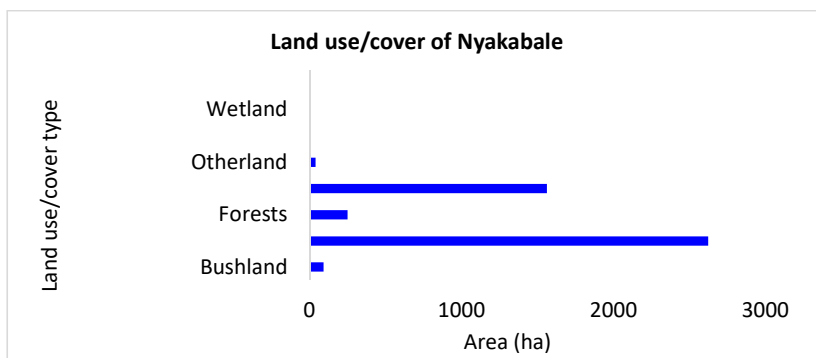 Land use/cover of Nyakabale
Land use/cover type
Wetland
Otherland
Forests
Bushland
0 1000 2000 3000
Area (ha)